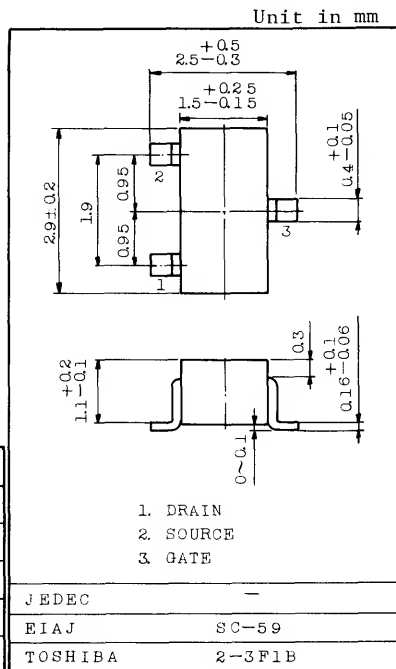 Unit in mm
+0.5
2.5-0.3
+0.25
1.5-0.15
2.9±0.2
1.9
0.95
0.95
2
1
3
+0.1
0.4-0.05
+0.2
1.1-0.1
0.3
+0.1
0.16-0.06
0~0.1
1. DRAIN
2. SOURCE
3. GATE
JEDEC —
EIAJ SC-59
TOSHIBA 2-3F1B